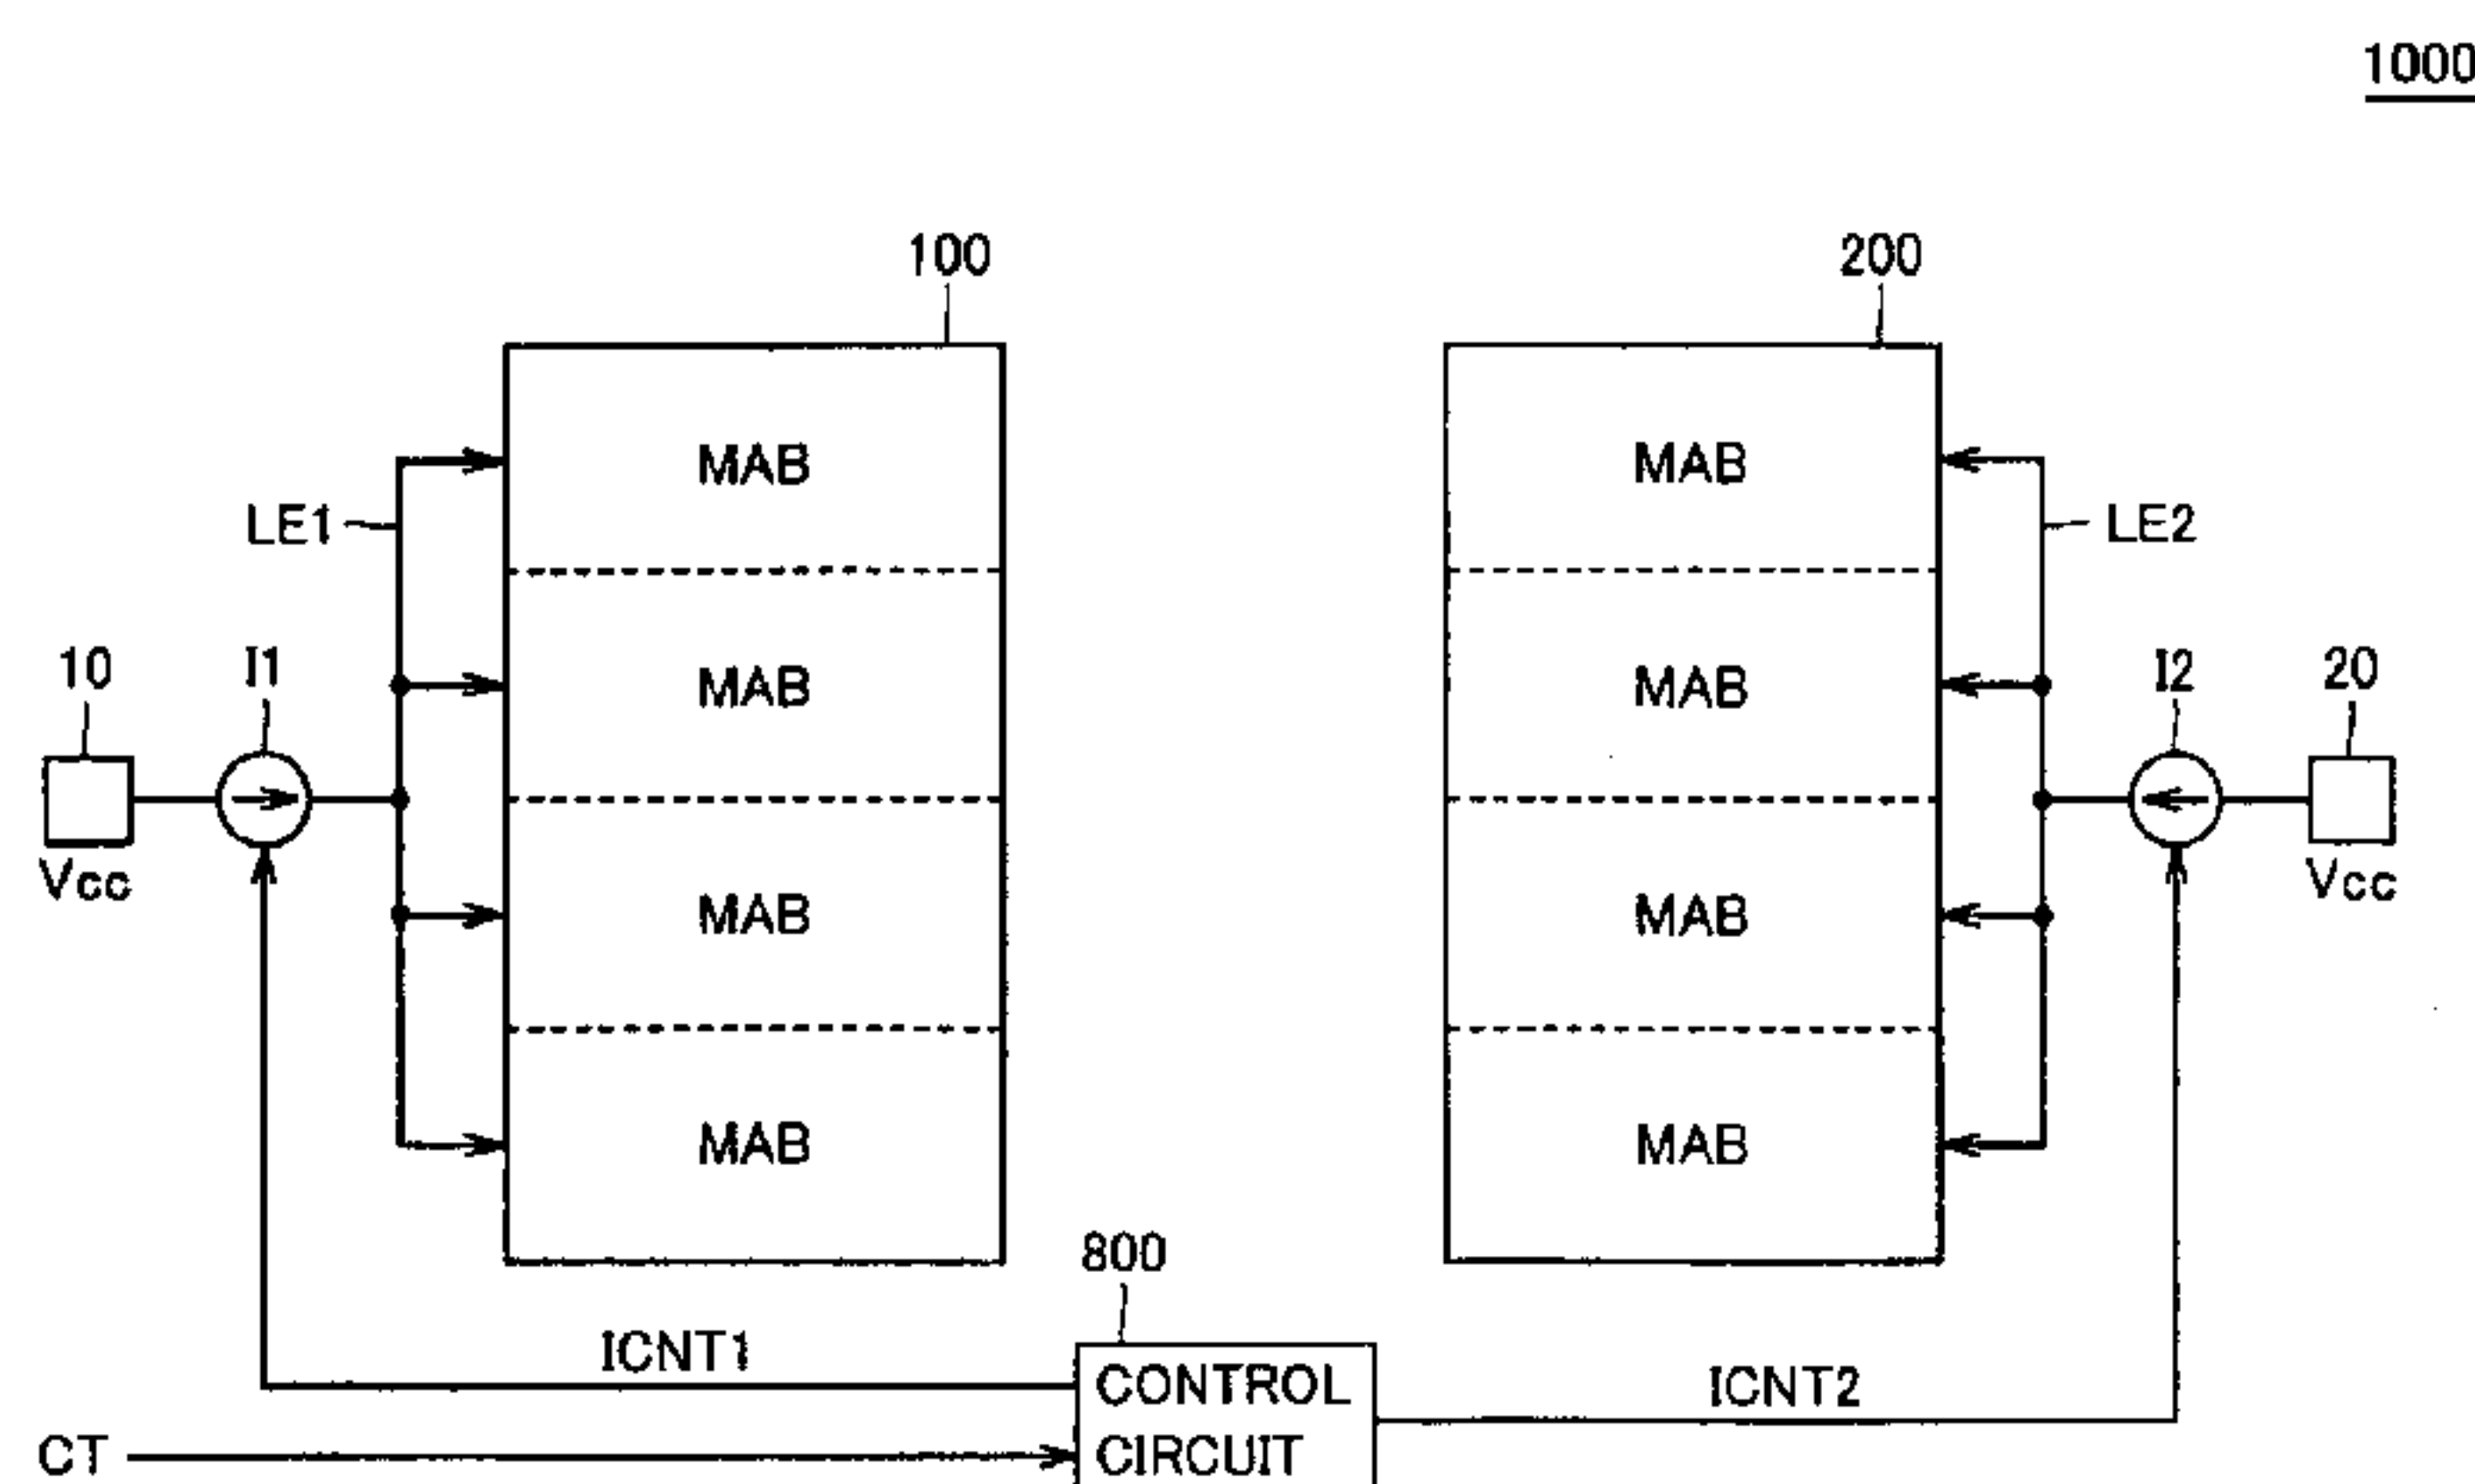 1000
100
200
MAB
MAB
LE1
LE2
10
I1
MAB
MAB
I2
20
Vcc
Vcc
MAB
MAB
MAB
MAB
800
ICNT1
CONTROL
CIRCUIT
ICNT2
CT